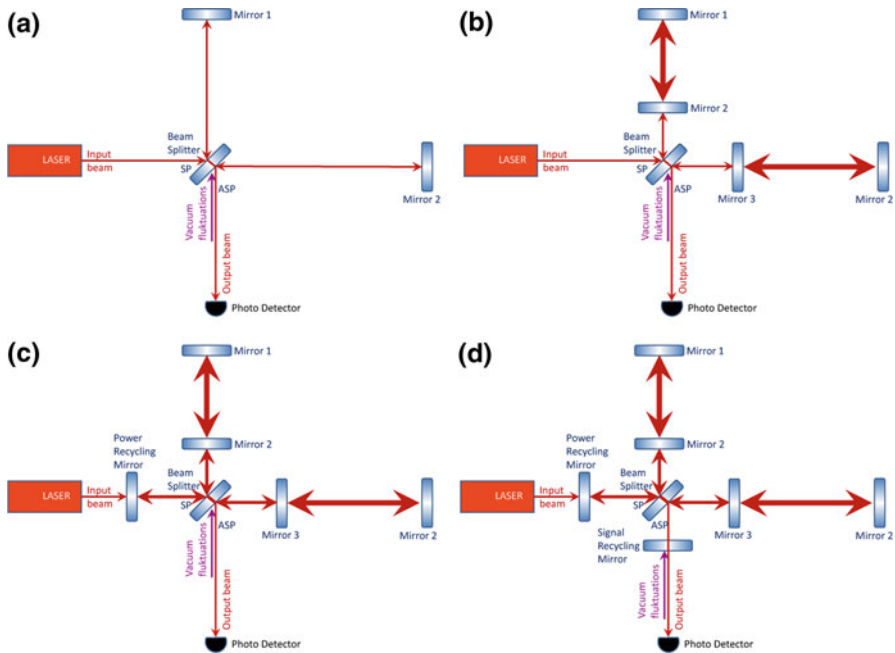 (a)
Mirror 1
Beam
Splitter
LASER
Input
beam
SP
ASP
Mirror 2
Vacuum
fluktuations
Output beam
Photo Detector
(b)
Mirror 1
Mirror 2
Beam
Splitter
LASER
Input
beam
SP
ASP
Mirror 3
Mirror 2
Vacuum
fluktuations
Output beam
Photo Detector
(c)
Mirror 1
Mirror 2
Power
Recycling
Mirror
Beam
Splitter
LASER
Input
beam
SP
ASP
Mirror 3
Mirror 2
Vacuum
fluktuations
Output beam
Photo Detector
(d)
Mirror 1
Mirror 2
Power
Recycling
Mirror
Beam
Splitter
LASER
Input
beam
SP
ASP
Mirror 3
Mirror 2
Signal
Recycling
Mirror
Vacuum
fluktuations
Output beam
Photo Detector